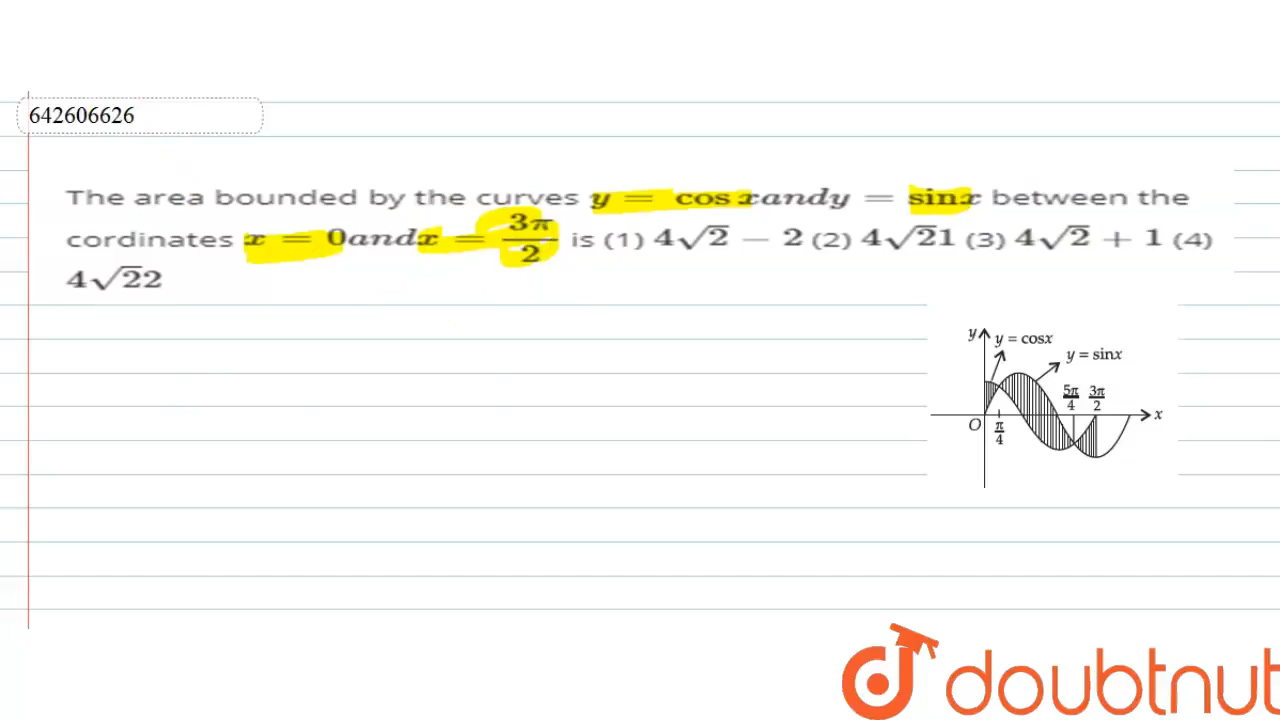 642606626
The area bounded by the curves y = cos xandy = sinx between the
cordinates x = 0andx = 3π/2 is (1) 4√2 − 2 (2) 4√21 (3) 4√2 + 1 (4)
4√22
y
y = cosx
y = sinx
5π/4 3π/2
x
O π/4
doubtnut